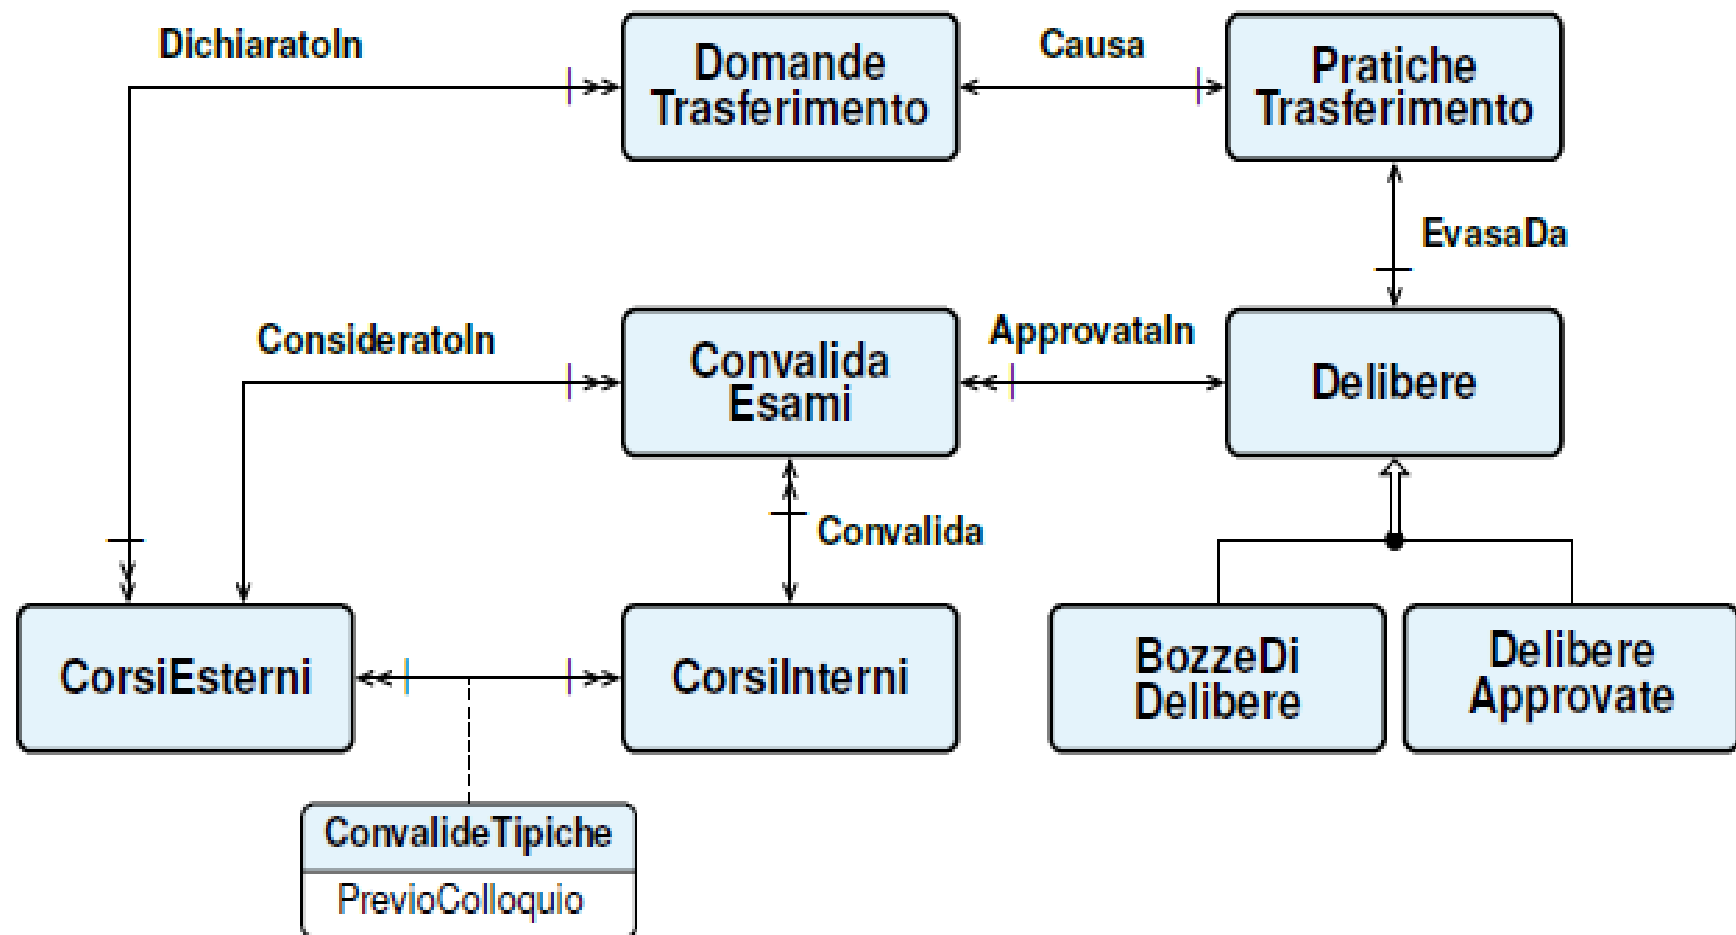 DichiaratoIn
Domande
Trasferimento
Causa
Pratiche
Trasferimento
EvasaDa
ConsideratoIn
Convalida
Esami
ApprovataIn
Delibere
Convalida
CorsiEsterni
CorsiInterni
BozzeDi
Delibere
Delibere
Approvate
ConvalideTipiche
PrevioColloquio